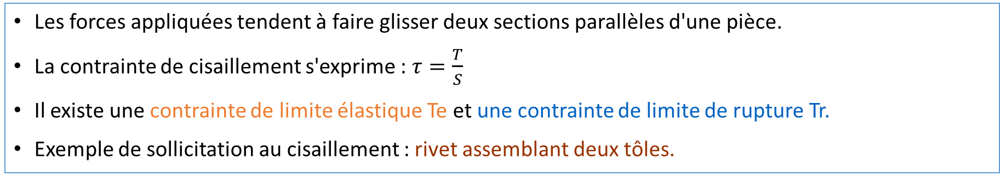 • Les forces appliquées tendent à faire glisser deux sections parallèles d'une pièce.
• La contrainte de cisaillement s'exprime : τ = T/S
• Il existe une contrainte de limite élastique Te et une contrainte de limite de rupture Tr.
• Exemple de sollicitation au cisaillement : rivet assemblant deux tôles.